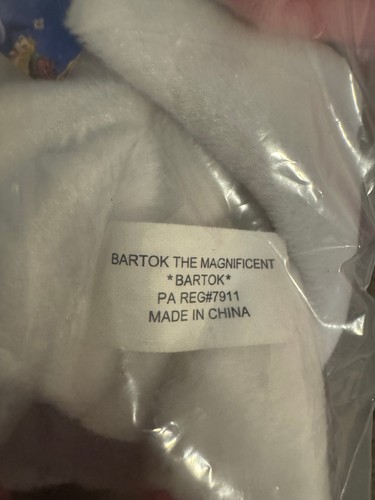 BARTOK THE MAGNIFICENT
*BARTOK*
PA REG#7911
MADE IN CHINA